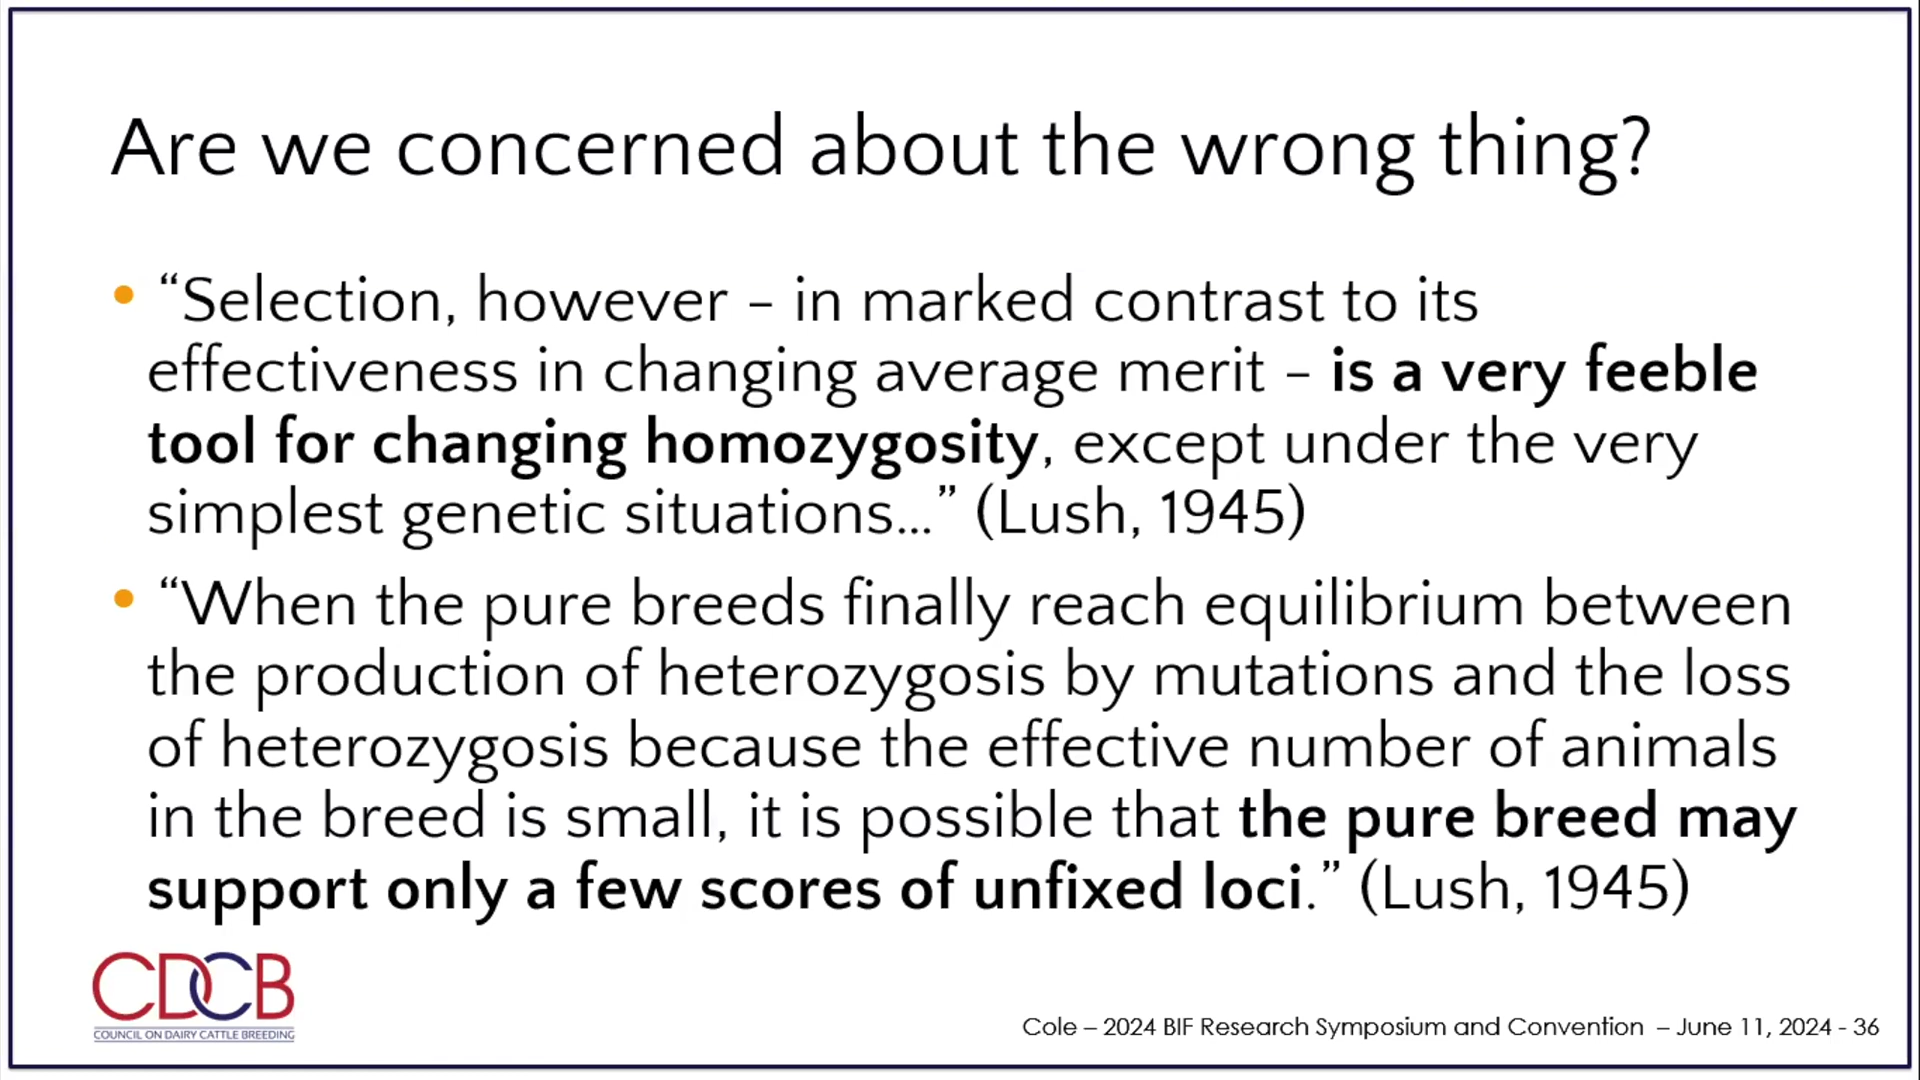 Are we concerned about the wrong thing?
• “Selection, however – in marked contrast to its
effectiveness in changing average merit – is a very feeble
tool for changing homozygosity, except under the very
simplest genetic situations…” (Lush, 1945)
• “When the pure breeds finally reach equilibrium between
the production of heterozygosis by mutations and the loss
of heterozygosis because the effective number of animals
in the breed is small, it is possible that the pure breed may
support only a few scores of unfixed loci.” (Lush, 1945)
CDCB
COUNCIL ON DAIRY CATTLE BREEDING
Cole – 2024 BIF Research Symposium and Convention – June 11, 2024 - 36